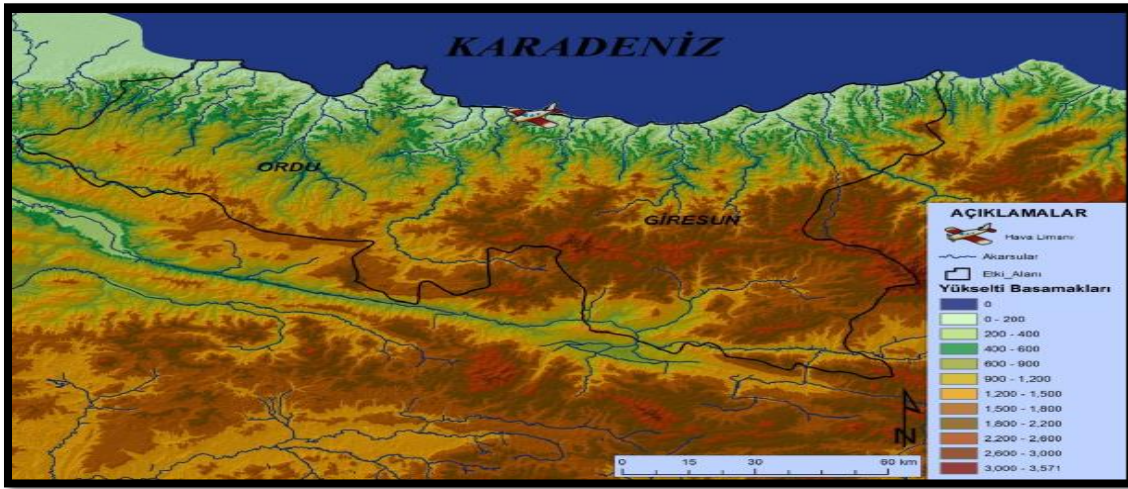 KARADENİZ
ORDU
GİRESUN
AÇIKLAMALAR
Hava Limanı
Akarsular
Etki_Alanı
Yükselti Basamakları
0
0 - 200
200 - 400
400 - 600
600 - 900
900 - 1,200
1,200 - 1,500
1,500 - 1,800
1,800 - 2,200
2,200 - 2,600
2,600 - 3,000
3,000 - 3,571
N
0 15 30 60 km